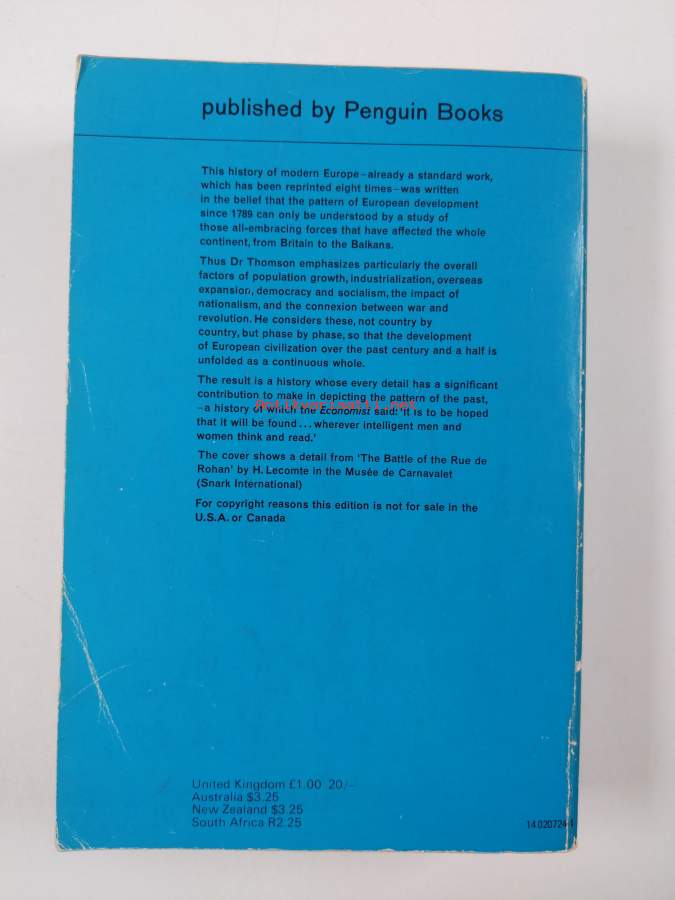 published by Penguin Books
This history of modern Europe–already a standard work,
which has been reprinted eight times–was written
in the belief that the pattern of European development
since 1789 can only be understood by a study of
those all-embracing forces that have affected the whole
continent, from Britain to the Balkans.
Thus Dr Thomson emphasizes particularly the overall
factors of population growth, industrialization, overseas
expansion, democracy and socialism, the impact of
nationalism, and the connexion between war and
revolution. He considers these, not country by
country, but phase by phase, so that the development
of European civilization over the past century and a half is
unfolded as a continuous whole.
The result is a history whose every detail has a significant
contribution to make in depicting the pattern of the past,
–a history of which the Economist said: 'It is to be hoped
that it will be found ... wherever intelligent men and
women think and read.'
The cover shows a detail from 'The Battle of the Rue de
Rohan' by H. Lecomte in the Musée de Carnavalet
(Snark International)
For copyright reasons this edition is not for sale in the
U.S.A. or Canada
United Kingdom £1.00 20/–
Australia $3.25
New Zealand $3.25
South Africa R2.25
14 020724 1